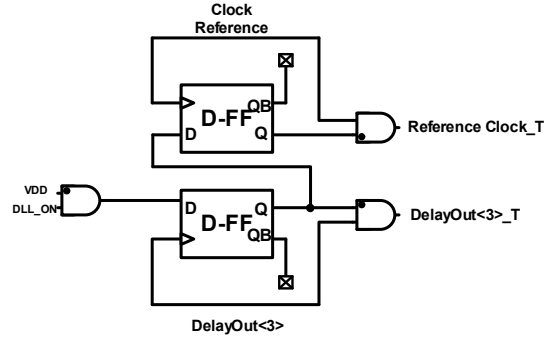 Clock
Reference
QB
D-FF
D
Q
Reference Clock_T
VDD
DLL_ON
D
Q
D-FF
QB
DelayOut<3>_T
DelayOut<3>